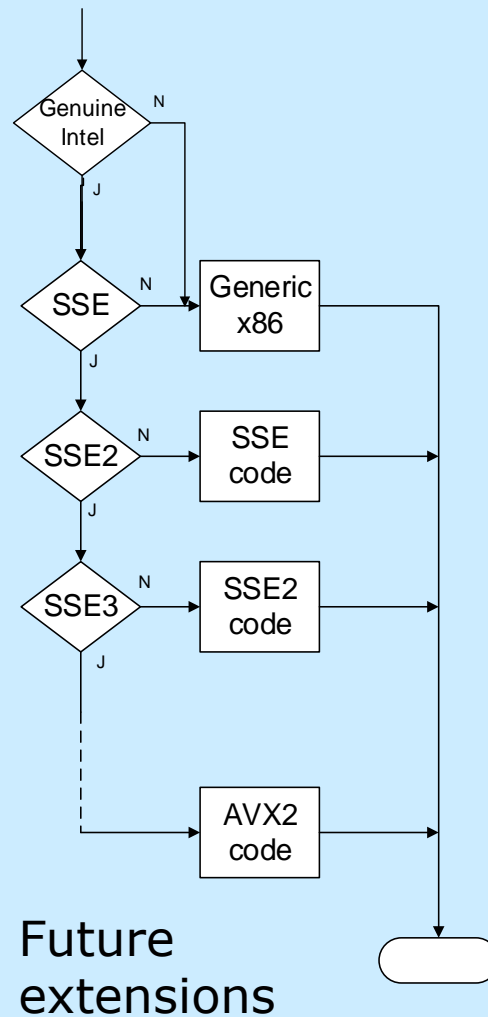 Genuine
Intel
N
J
SSE
N
Generic
x86
J
SSE2
N
SSE
code
J
SSE3
N
SSE2
code
J
AVX2
code
Future
extensions